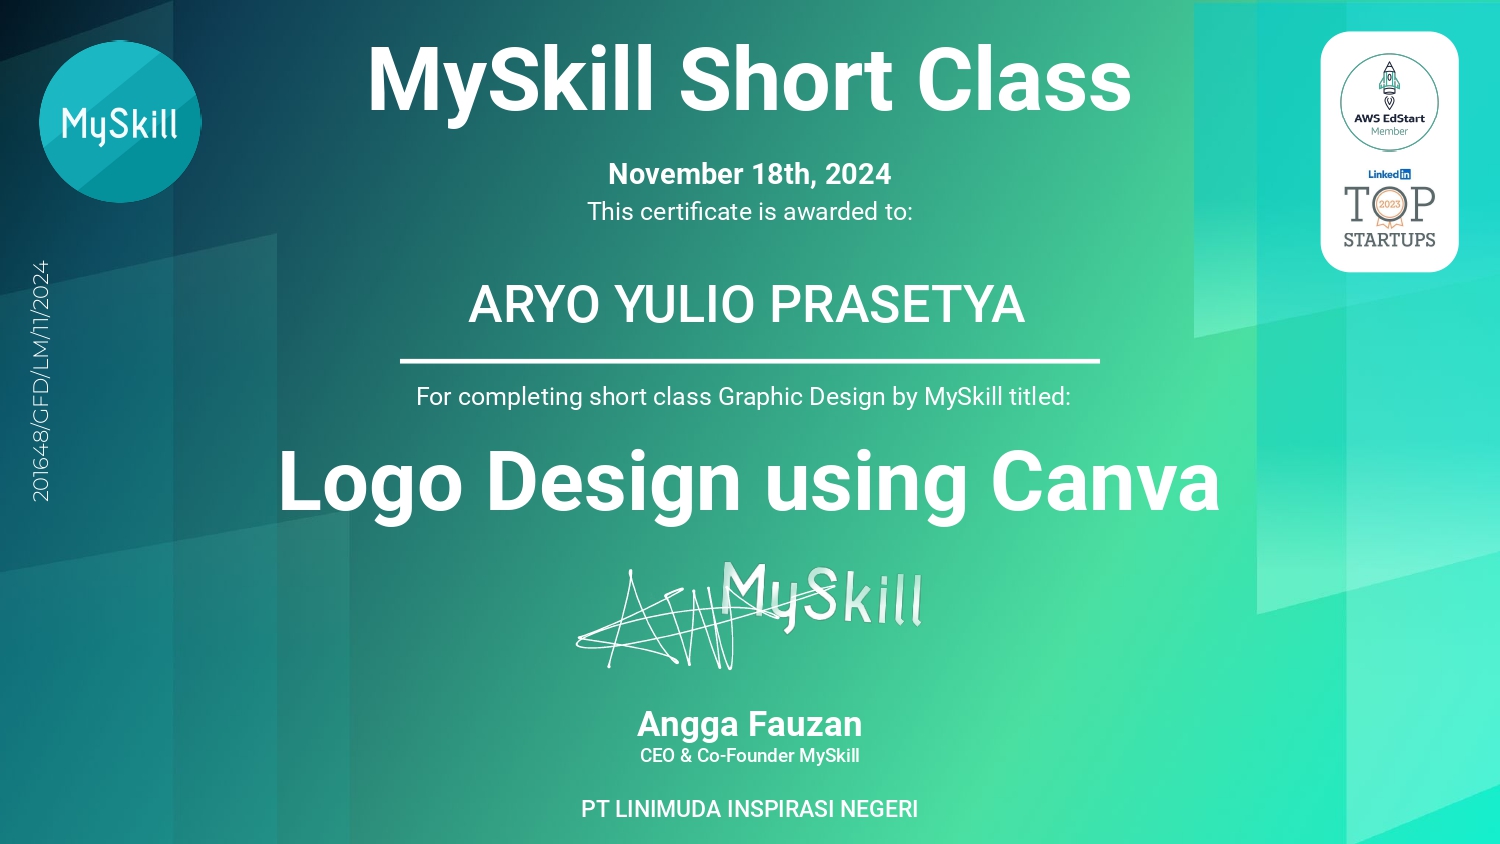 MySkill Short Class
MySkill
AWS EdStart
Member
Linked in
TOP
2023
STARTUPS
November 18th, 2024
This certificate is awarded to:
ARYO YULIO PRASETYA
201648/GFD/LM/11/2024
For completing short class Graphic Design by MySkill titled:
Logo Design using Canva
MySkill
Angga Fauzan
CEO & Co-Founder MySkill
PT LINIMUDA INSPIRASI NEGERI